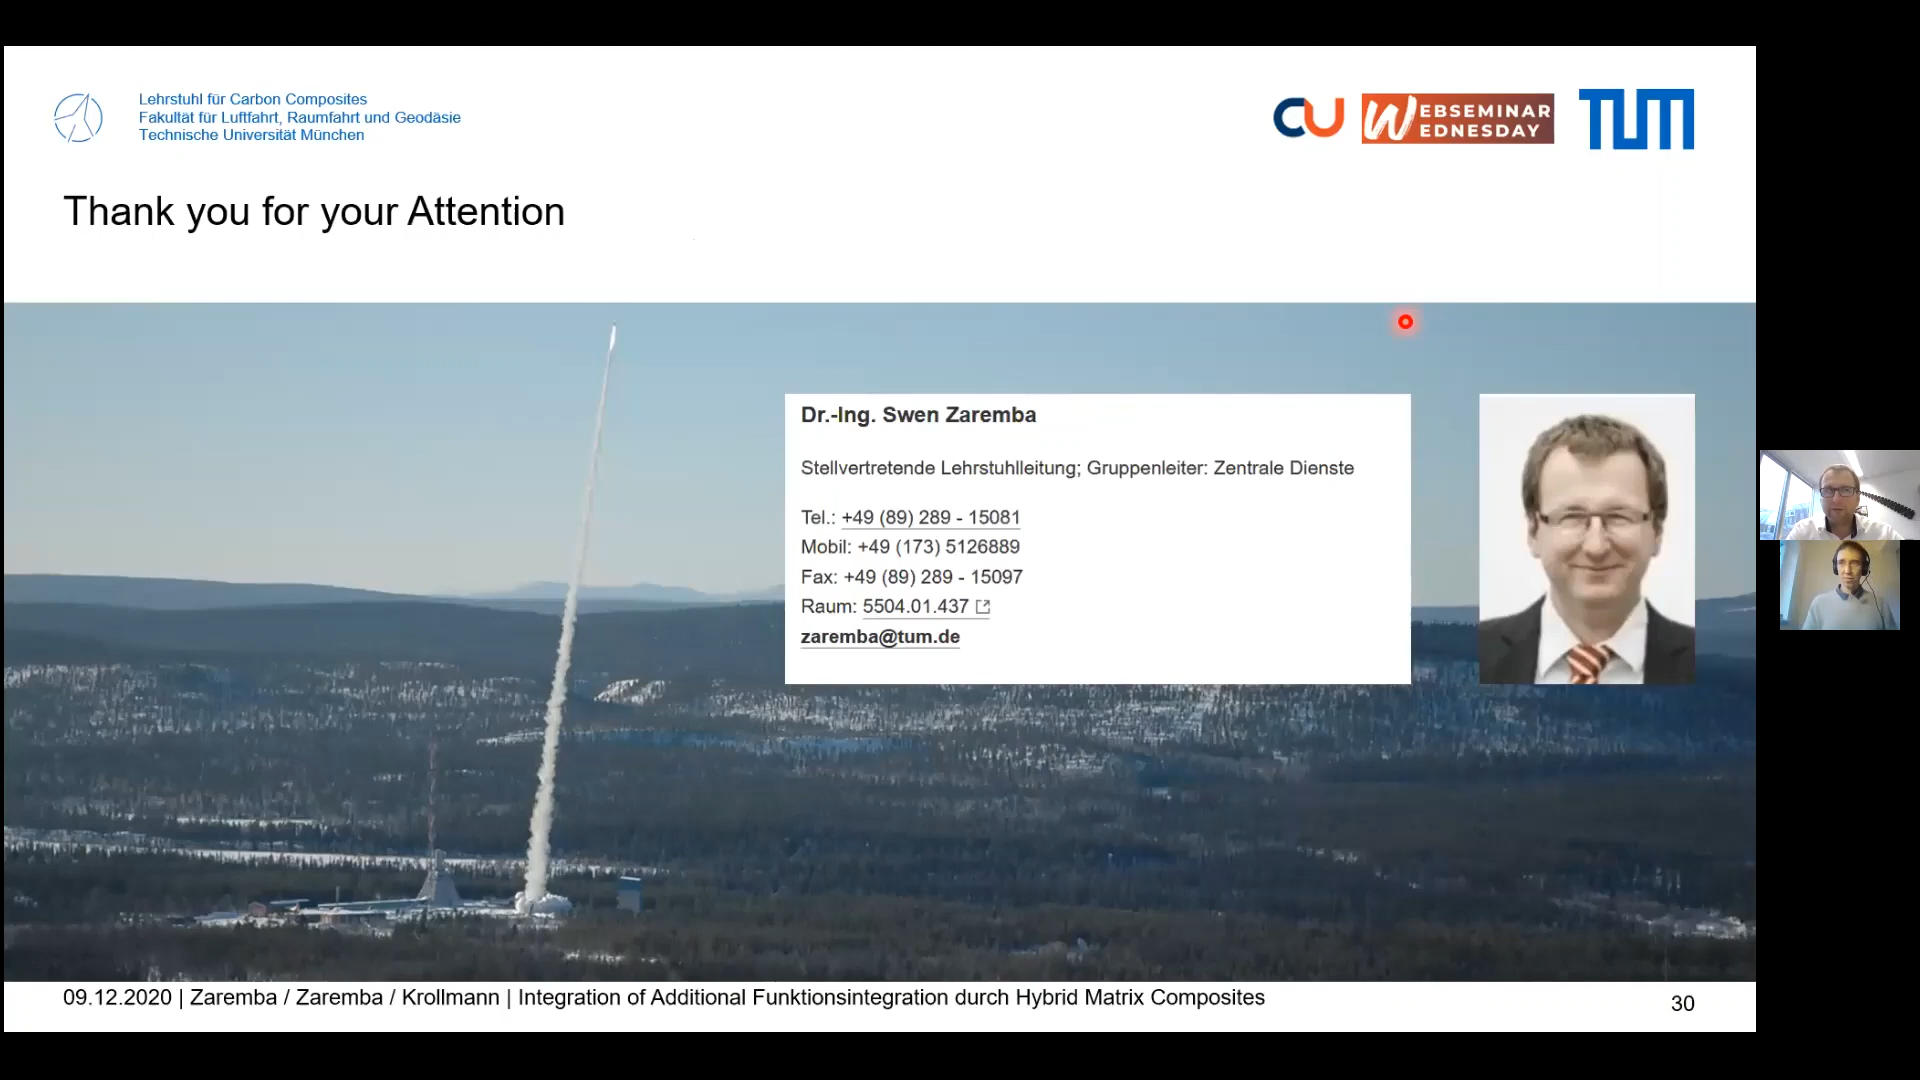 Lehrstuhl für Carbon Composites
Fakultät für Luftfahrt, Raumfahrt und Geodäsie
Technische Universität München
CU
WEBSEMINAR
WEDNESDAY
TUM
Thank you for your Attention
Dr.-Ing. Swen Zaremba
Stellvertretende Lehrstuhlleitung; Gruppenleiter: Zentrale Dienste
Tel.: +49 (89) 289 - 15081
Mobil: +49 (173) 5126889
Fax: +49 (89) 289 - 15097
Raum: 5504.01.437
zaremba@tum.de
09.12.2020 | Zaremba / Zaremba / Krollmann | Integration of Additional Funktionsintegration durch Hybrid Matrix Composites
30